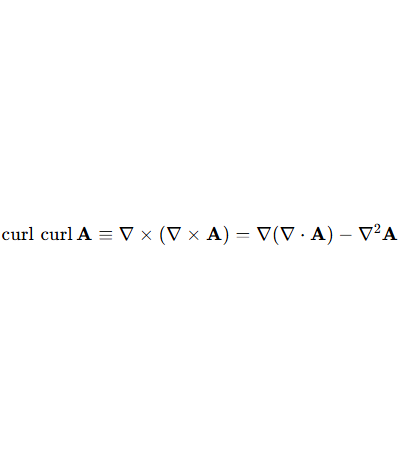 curl curl A ≡ ∇ × (∇ × A) = ∇(∇ · A) − ∇²A